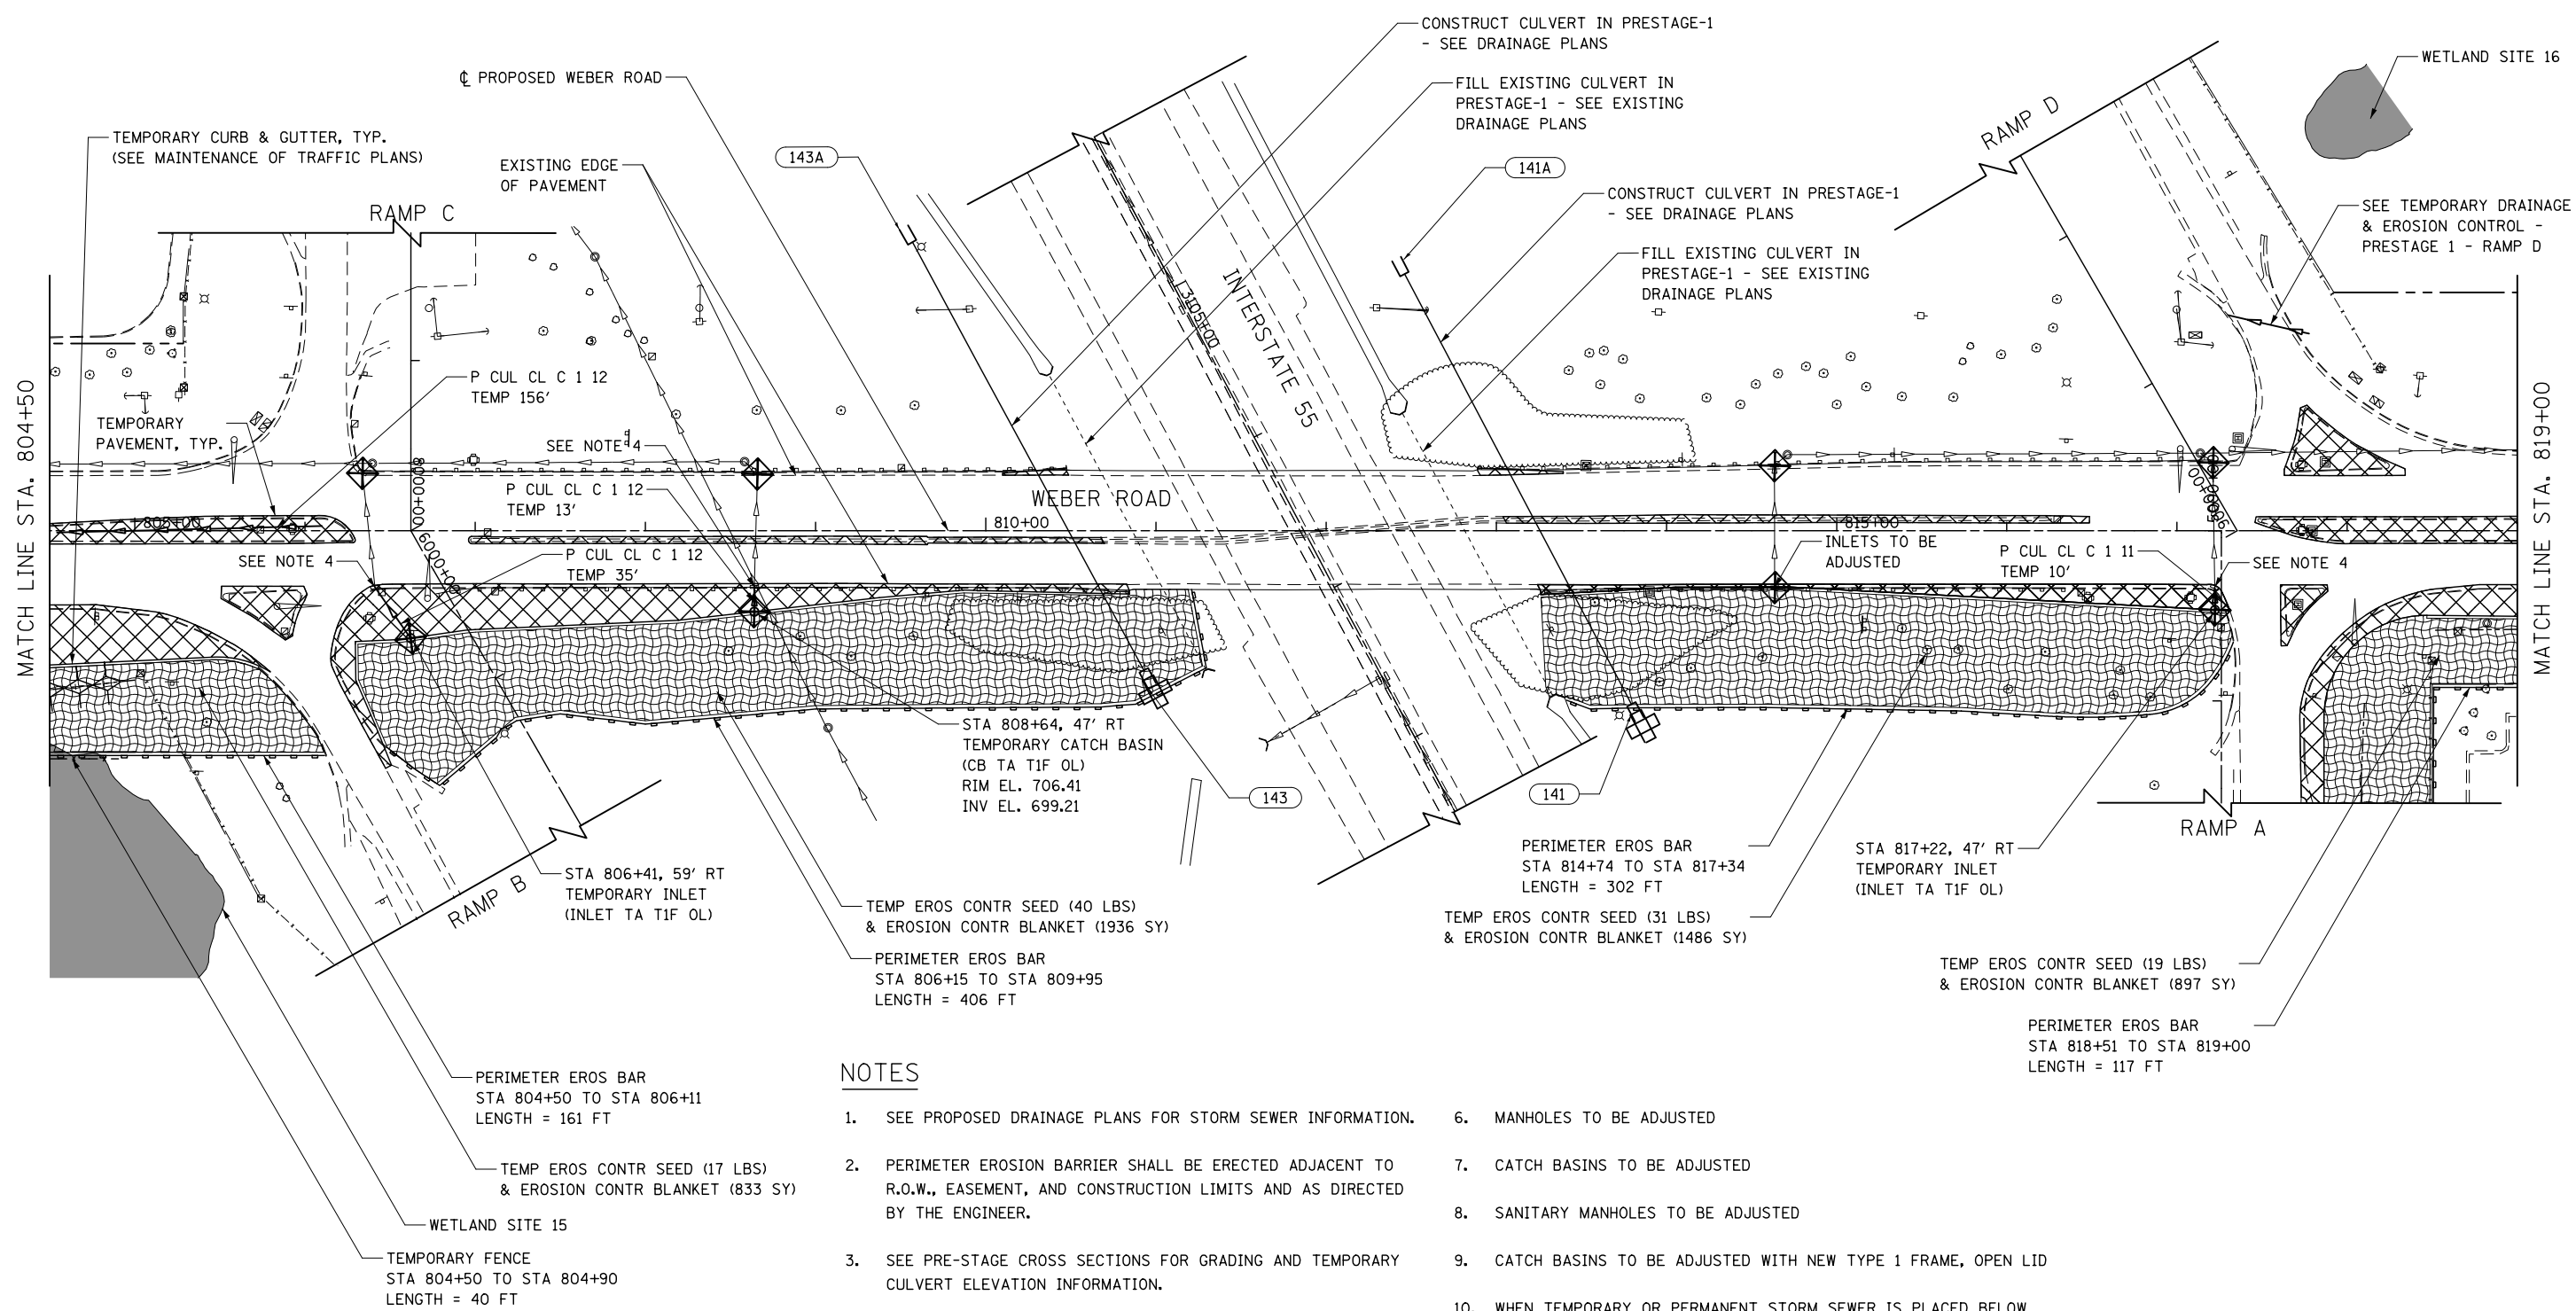 CONSTRUCT CULVERT IN PRESTAGE-1
- SEE DRAINAGE PLANS
WETLAND SITE 16
℄ PROPOSED WEBER ROAD
FILL EXISTING CULVERT IN
PRESTAGE-1 - SEE EXISTING
DRAINAGE PLANS
RAMP D
TEMPORARY CURB & GUTTER, TYP.
(SEE MAINTENANCE OF TRAFFIC PLANS)
143A
EXISTING EDGE
OF PAVEMENT
141A
CONSTRUCT CULVERT IN PRESTAGE-1
- SEE DRAINAGE PLANS
SEE TEMPORARY DRAINAGE
& EROSION CONTROL -
PRESTAGE 1 - RAMP D
RAMP C
FILL EXISTING CULVERT IN
PRESTAGE-1 - SEE EXISTING
DRAINAGE PLANS
3105+00
INTERSTATE 55
MATCH LINE STA. 804+50
P CUL CL C 1 12
TEMP 156'
TEMPORARY
PAVEMENT, TYP.
SEE NOTE 4
P CUL CL C 1 12
TEMP 13'
8000+00
WEBER ROAD
805+00
810+00
815+00
6000+00
MATCH LINE STA. 819+00
SEE NOTE 4
P CUL CL C 1 12
TEMP 35'
INLETS TO BE
ADJUSTED
P CUL CL C 1 11
TEMP 10'
SEE NOTE 4
STA 808+64, 47' RT
TEMPORARY CATCH BASIN
(CB TA T1F OL)
RIM EL. 706.41
INV EL. 699.21
143
141
RAMP A
RAMP B
STA 806+41, 59' RT
TEMPORARY INLET
(INLET TA T1F OL)
PERIMETER EROS BAR
STA 814+74 TO STA 817+34
LENGTH = 302 FT
STA 817+22, 47' RT
TEMPORARY INLET
(INLET TA T1F OL)
TEMP EROS CONTR SEED (40 LBS)
& EROSION CONTR BLANKET (1936 SY)
TEMP EROS CONTR SEED (31 LBS)
& EROSION CONTR BLANKET (1486 SY)
PERIMETER EROS BAR
STA 806+15 TO STA 809+95
LENGTH = 406 FT
TEMP EROS CONTR SEED (19 LBS)
& EROSION CONTR BLANKET (897 SY)
PERIMETER EROS BAR
STA 818+51 TO STA 819+00
LENGTH = 117 FT
PERIMETER EROS BAR
STA 804+50 TO STA 806+11
LENGTH = 161 FT
TEMP EROS CONTR SEED (17 LBS)
& EROSION CONTR BLANKET (833 SY)
WETLAND SITE 15
TEMPORARY FENCE
STA 804+50 TO STA 804+90
LENGTH = 40 FT
NOTES
1. SEE PROPOSED DRAINAGE PLANS FOR STORM SEWER INFORMATION.
2. PERIMETER EROSION BARRIER SHALL BE ERECTED ADJACENT TO
R.O.W., EASEMENT, AND CONSTRUCTION LIMITS AND AS DIRECTED
BY THE ENGINEER.
3. SEE PRE-STAGE CROSS SECTIONS FOR GRADING AND TEMPORARY
CULVERT ELEVATION INFORMATION.
6. MANHOLES TO BE ADJUSTED
7. CATCH BASINS TO BE ADJUSTED
8. SANITARY MANHOLES TO BE ADJUSTED
9. CATCH BASINS TO BE ADJUSTED WITH NEW TYPE 1 FRAME, OPEN LID
10. WHEN TEMPORARY OR PERMANENT STORM SEWER IS PLACED BELOW